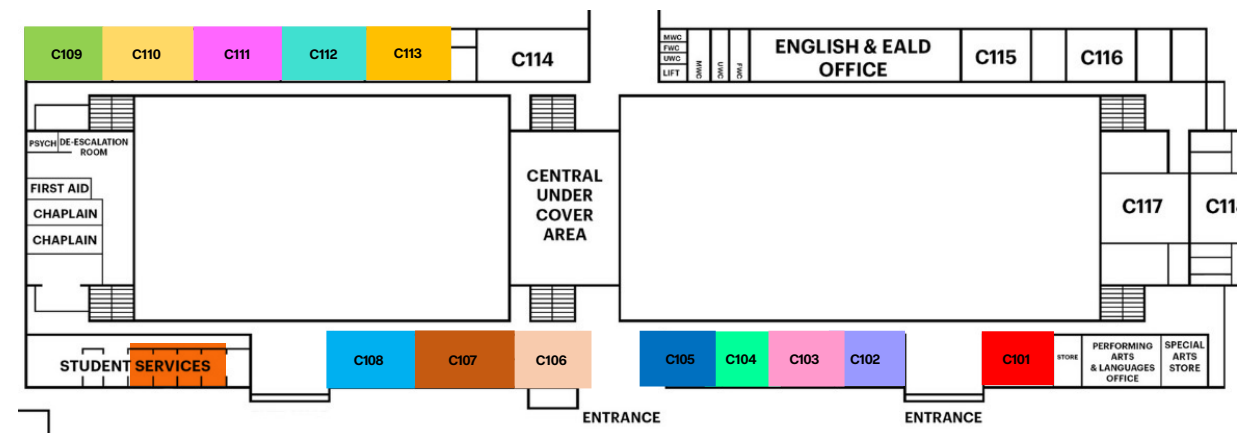 C109
C110
C111
C112
C113
C114
MWC
FWC
UWC
LIFT
MWC
UWC
FWC
ENGLISH & EALD
OFFICE
C115
C116
PSYCH
DE-ESCALATION
ROOM
FIRST AID
CHAPLAIN
CHAPLAIN
CENTRAL
UNDER
COVER
AREA
C117
C11
STUDENT SERVICES
C108
C107
C106
C105
C104
C103
C102
C101
STORE
PERFORMING
ARTS
& LANGUAGES
OFFICE
SPECIAL
ARTS
STORE
ENTRANCE
ENTRANCE